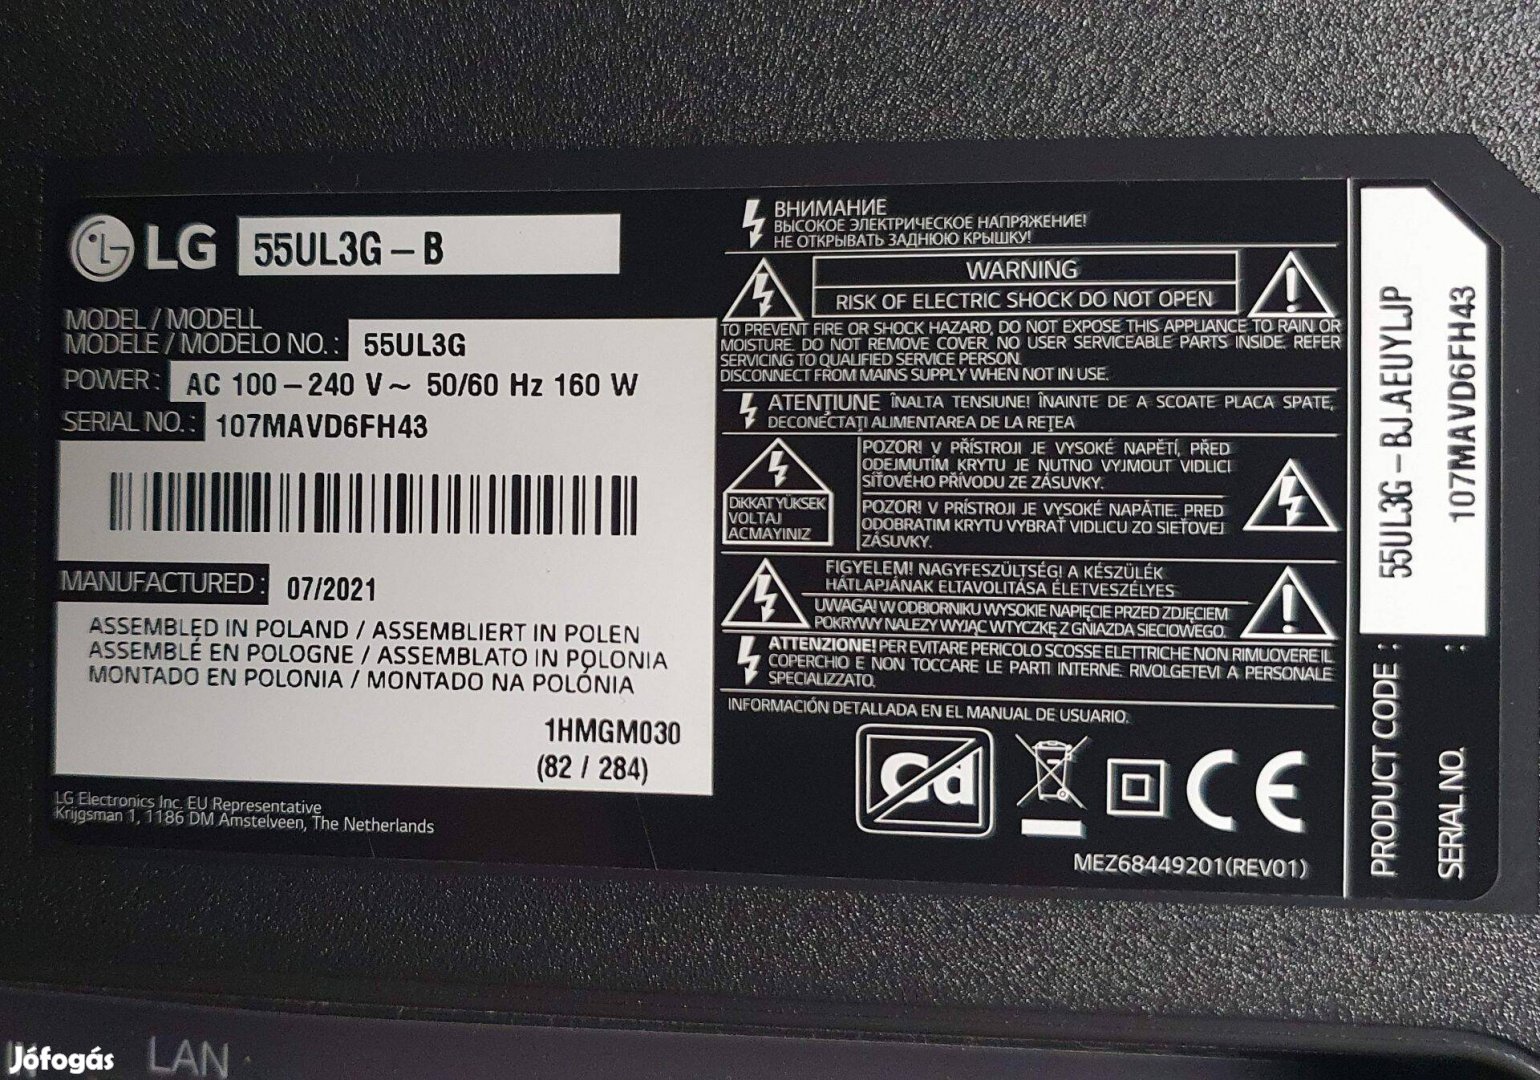 LG 55UL3G-B
MODEL / MODELL
MODÈLE / MODELO NO. : 55UL3G
POWER : AC 100-240 V~ 50/60 Hz 160 W
SERIAL NO. : 107MAVD6FH43
MANUFACTURED : 07/2021
ASSEMBLED IN POLAND / ASSEMBLIERT IN POLEN
ASSEMBLÉ EN POLOGNE / ASSEMBLATO IN POLONIA
MONTADO EN POLONIA / MONTADO NA POLÓNIA
1HMGM030
(82 / 284)
LG Electronics Inc. EU Representative
Krijgsman 1, 1186 DM Amstelveen, The Netherlands
ВНИМАНИЕ
ВЫСОКОЕ ЭЛЕКТРИЧЕСКОЕ НАПРЯЖЕНИЕ!
НЕ ОТКРЫВАТЬ ЗАДНЮЮ КРЫШКУ!
WARNING
RISK OF ELECTRIC SHOCK DO NOT OPEN
TO PREVENT FIRE OR SHOCK HAZARD, DO NOT EXPOSE THIS APPLIANCE TO RAIN OR
MOISTURE. DO NOT REMOVE COVER. NO USER SERVICEABLE PARTS INSIDE. REFER
SERVICING TO QUALIFIED SERVICE PERSON.
DISCONNECT FROM MAINS SUPPLY WHEN NOT IN USE.
ATENŢIUNE ÎNALTA TENSIUNE! ÎNAINTE DE A SCOATE PLACA SPATE,
DECONECTAŢI ALIMENTAREA DE LA REŢEA
DİKKAT YÜKSEK
VOLTAJ
ACMAYINIZ
POZOR! V PŘÍSTROJI JE VYSOKÉ NAPĚTÍ, PŘED
ODEJMUTÍM KRYTU JE NUTNO VYJMOUT VIDLICI
SÍŤOVÉHO PŘÍVODU ZE ZÁSUVKY.
POZOR! V PRÍSTROJI JE VYSOKÉ NAPÄTIE. PRED
ODOBRATIM KRYTU VYBRAŤ VIDLICU ZO SIEŤOVEJ
ZÁSUVKY.
FIGYELEM! NAGYFESZÜLTSÉG! A KÉSZÜLÉK
HÁTLAPJÁNAK ELTAVOLITÁSA ÉLETVESZÉLYES
UWAGA! W ODBIORNIKU WYSOKIE NAPIĘCIE PRZED ZDJĘCIEM
POKRYWY NALEŻY WYJĄĆ WTYCZKĘ Z GNIAZDA SIECIOWEGO.
ATTENZIONE! PER EVITARE PERICOLO SCOSSE ELETTRICHE NON RIMUOVERE IL
COPERCHIO E NON TOCCARE LE PARTI INTERNE. RIVOLGETEVI A PERSONALE
SPECIALIZZATO.
INFORMACIÓN DETALLADA EN EL MANUAL DE USUARIO.
Cd
CE
MEZ68449201(REV01)
PRODUCT CODE : 55UL3G-BJ.AEUYLJP
SERIAL NO. : 107MAVD6FH43
LAN
Jófogás